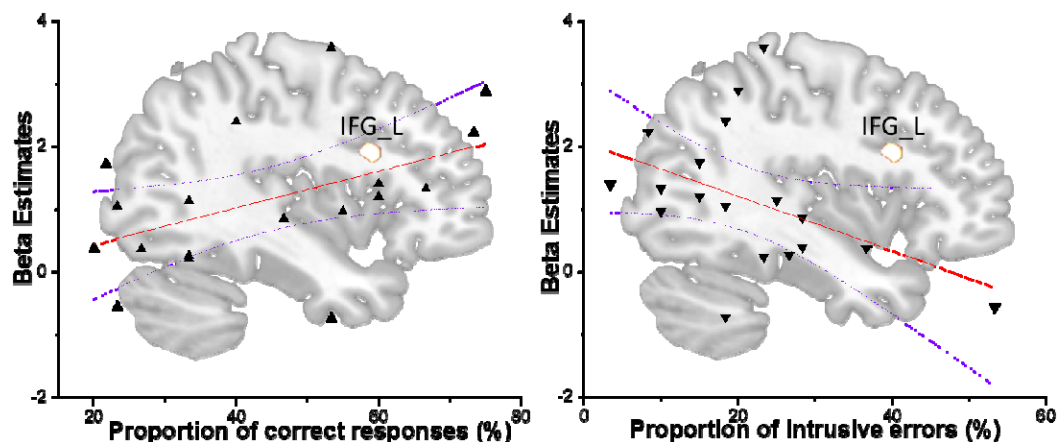 4
2
0
-2
Beta Estimates
IFG_L
20
40
60
80
Proportion of correct responses (%)
4
2
0
-2
Beta Estimates
IFG_L
0
20
40
60
Proportion of intrusive errors (%)